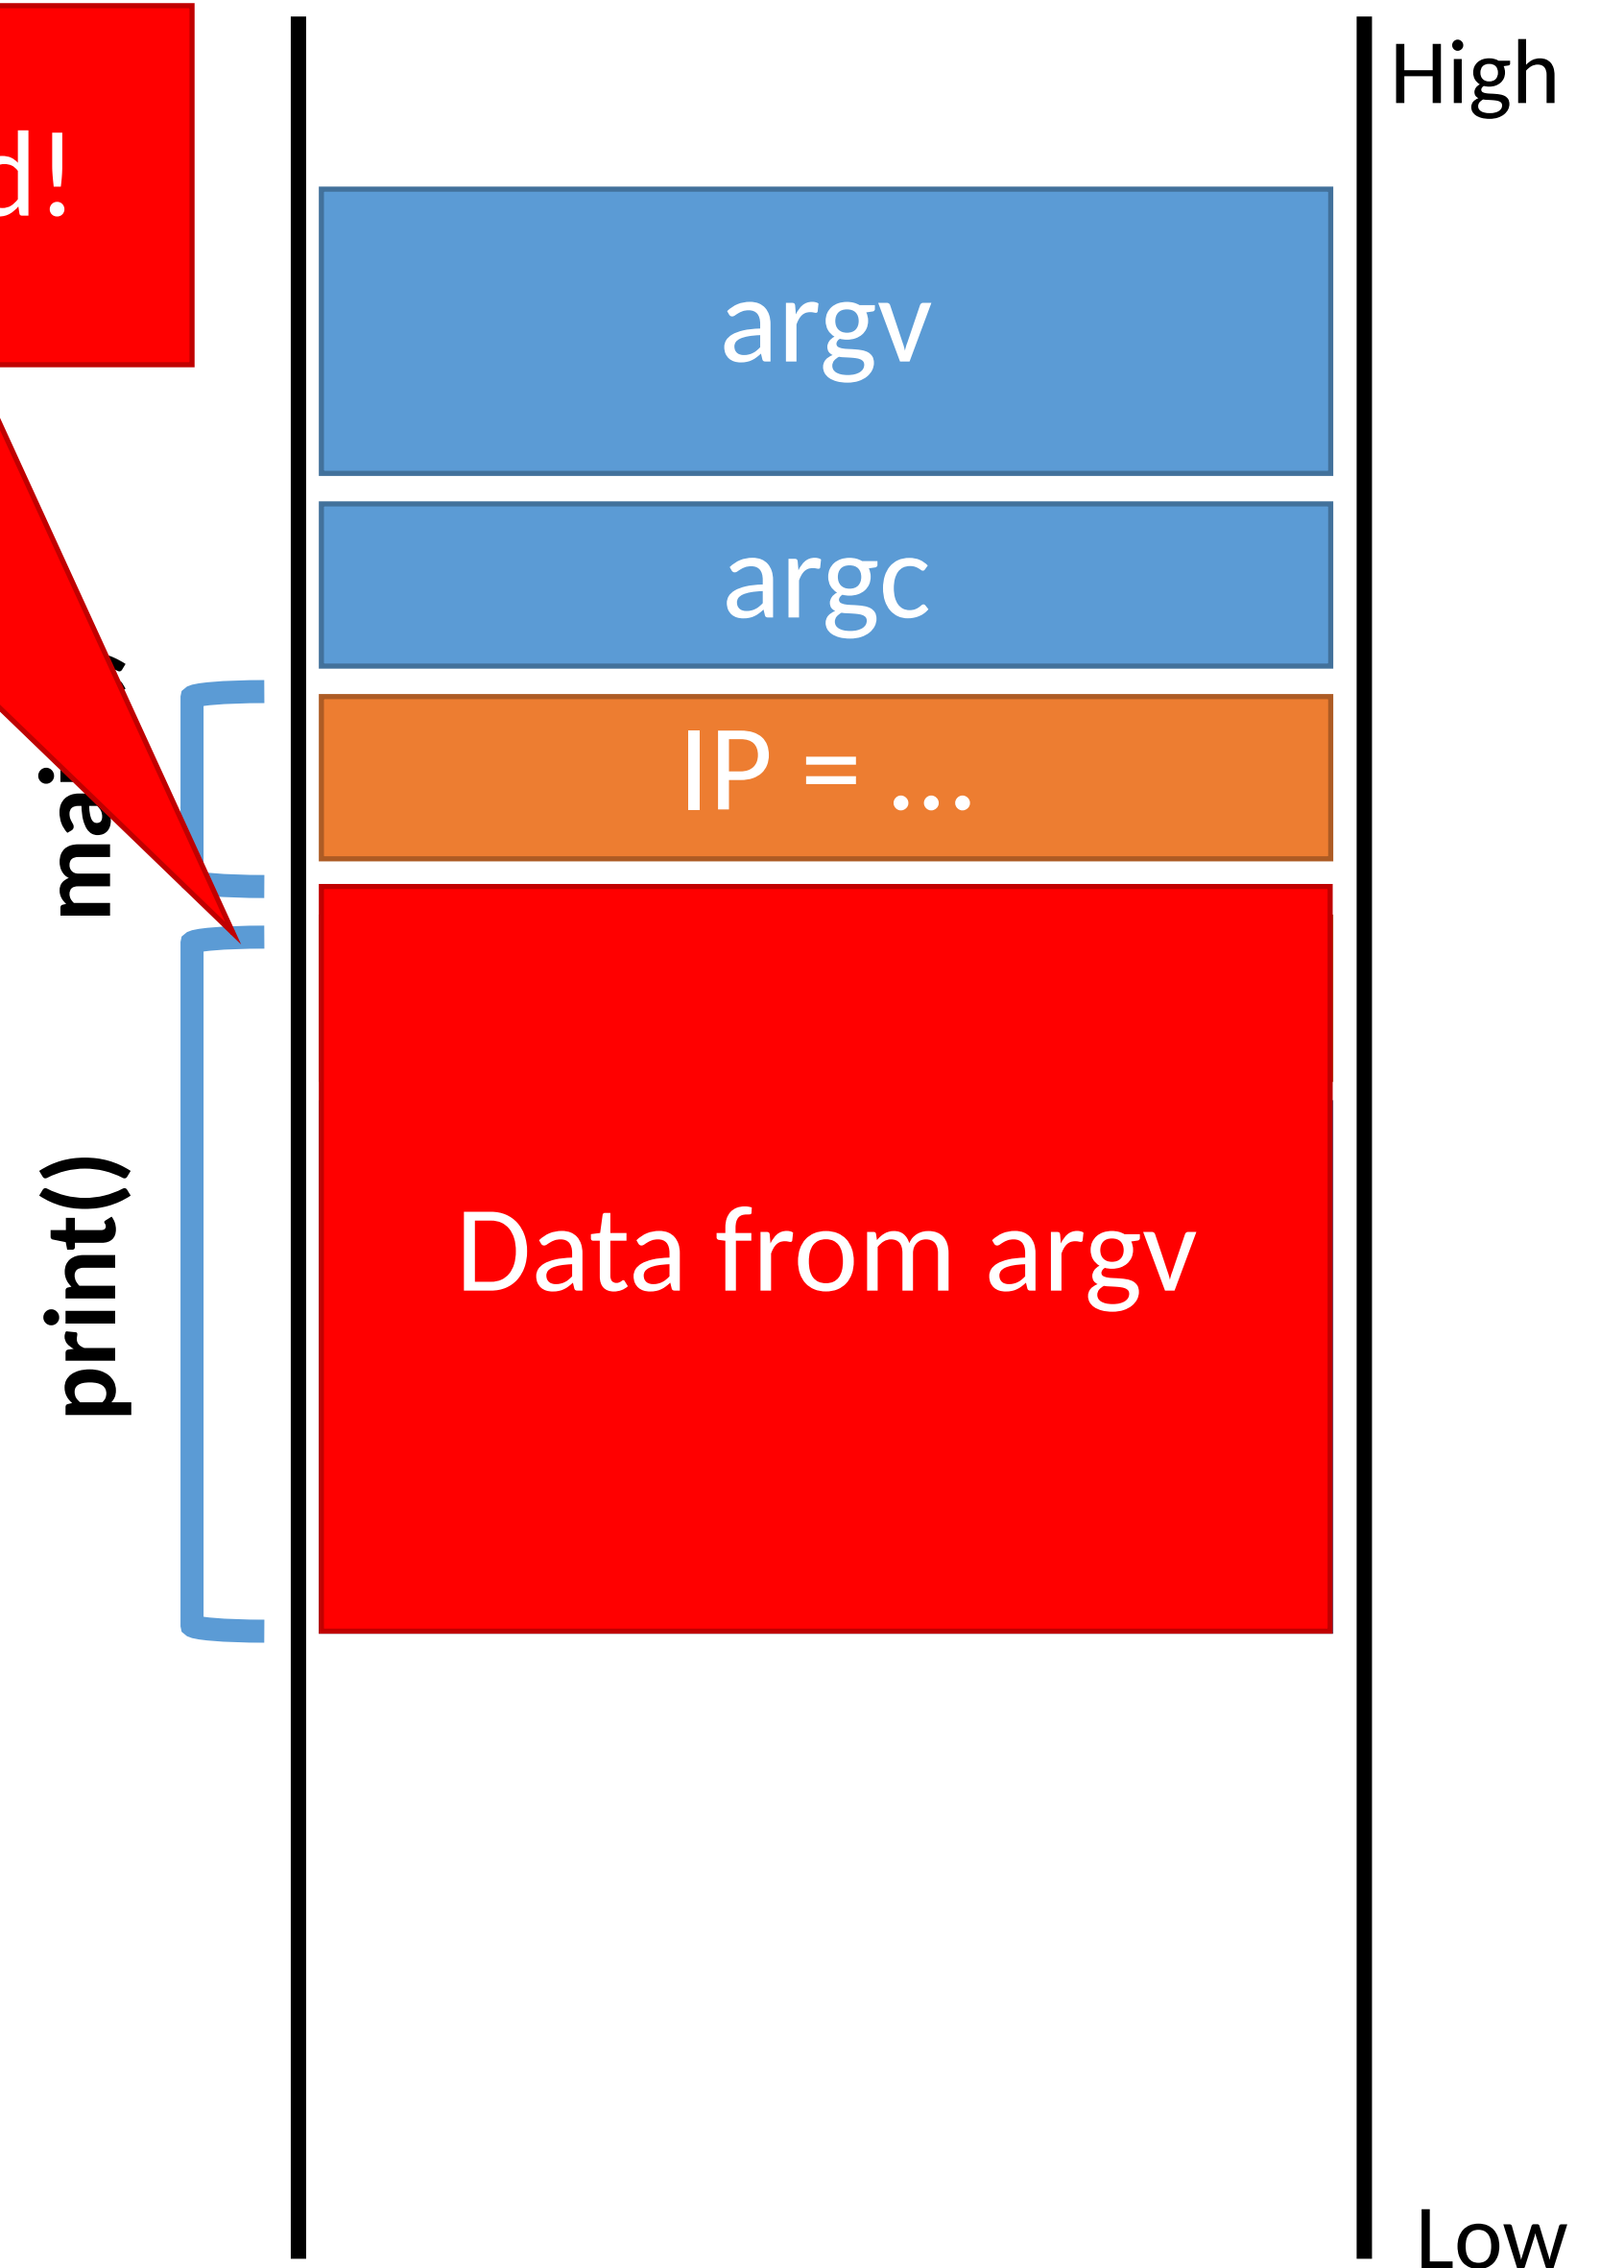 High
d!
argv
argc
IP = …
Data from argv
print()
Low